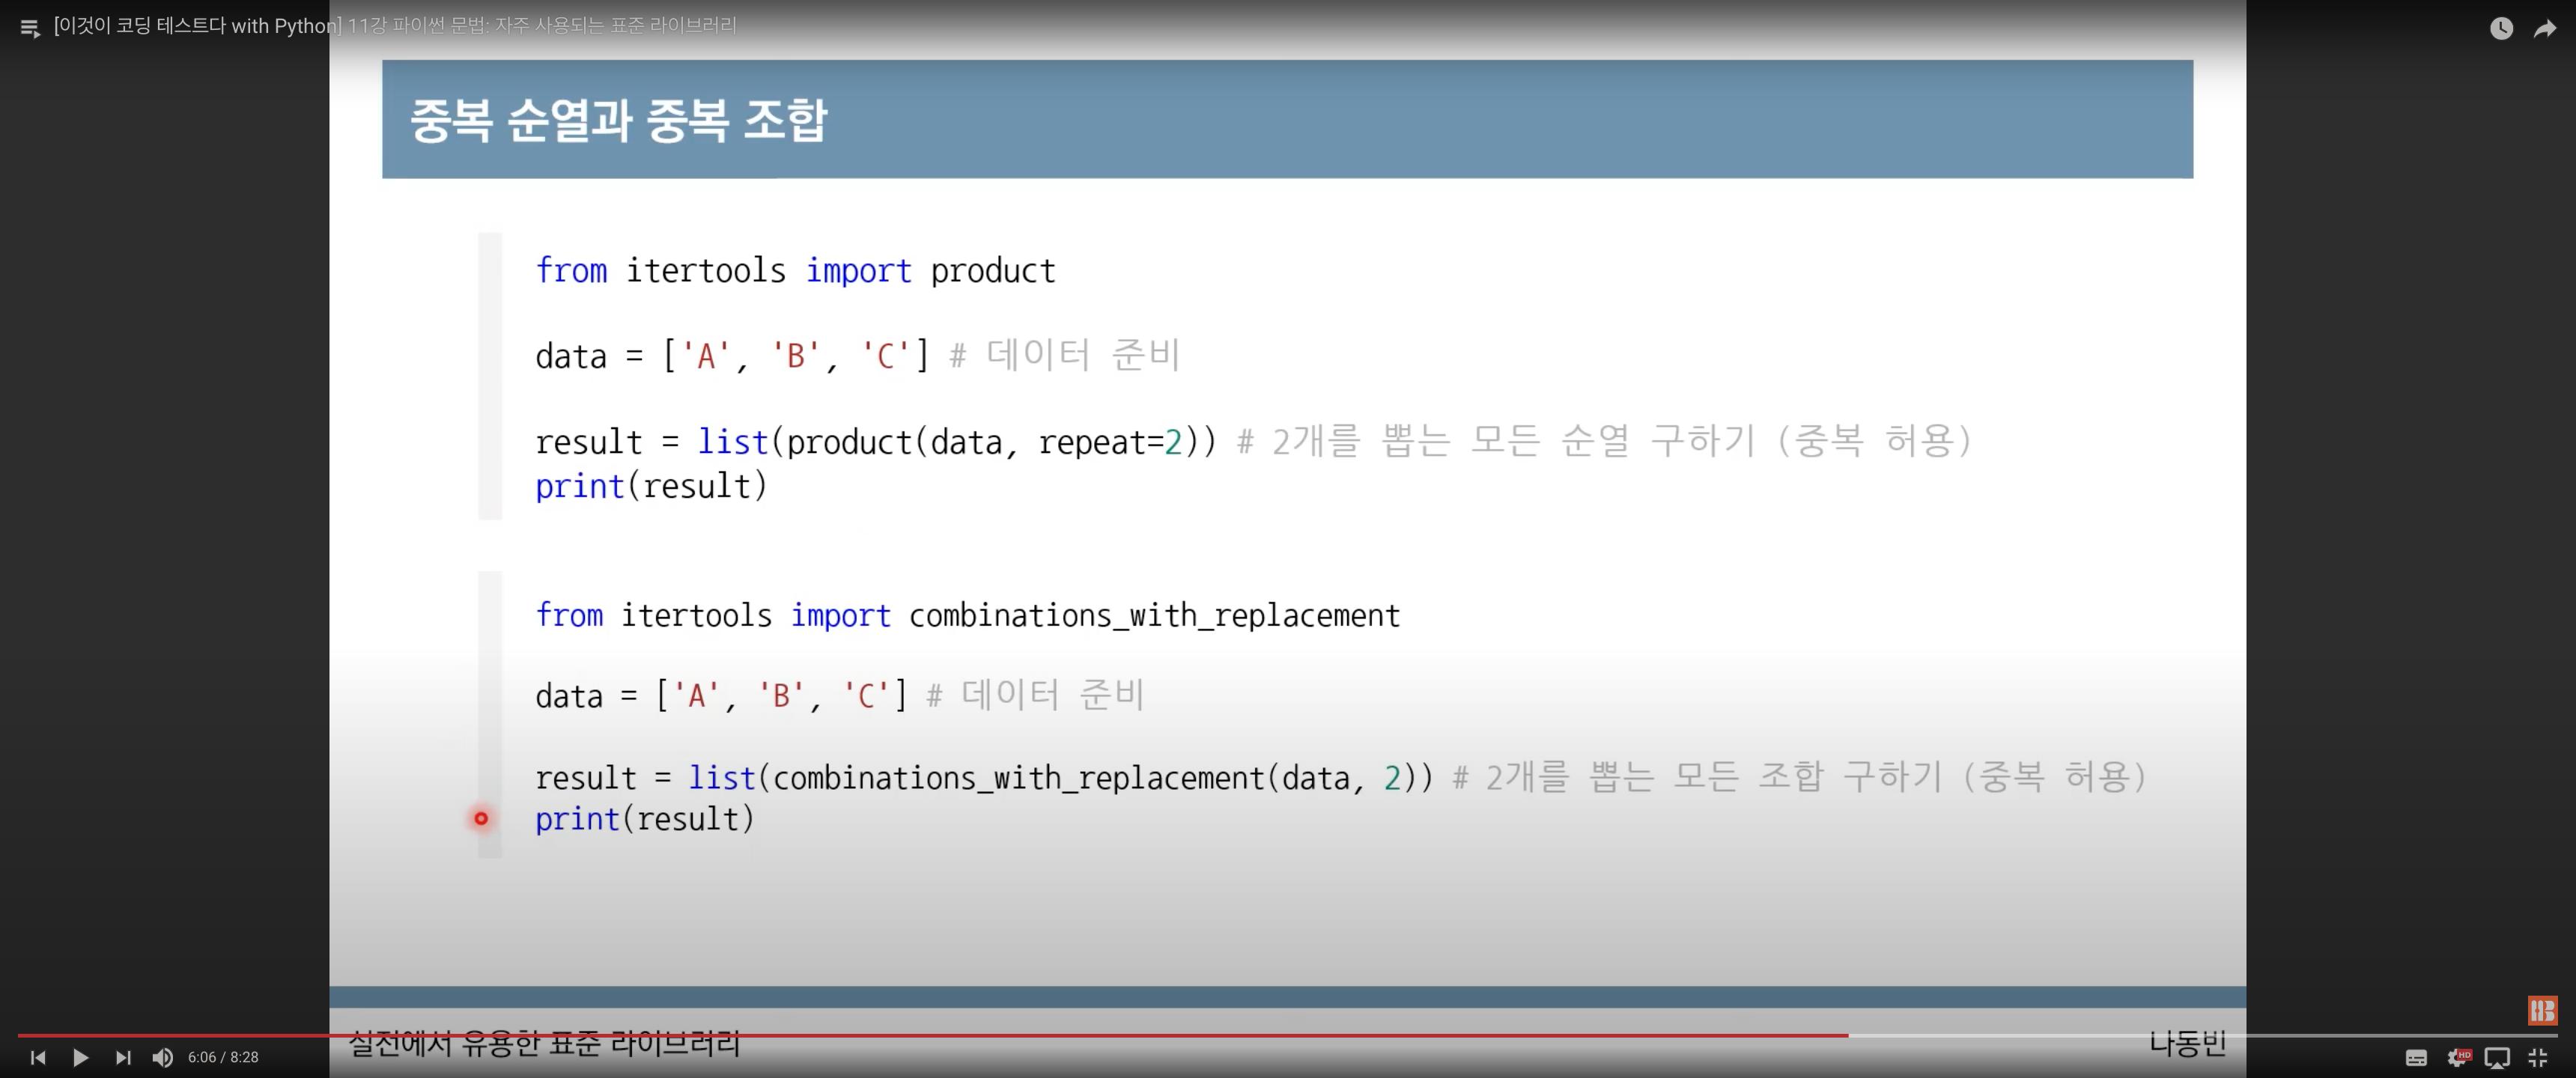 [이것이 코딩 테스트다 with Python] 11강 파이썬 문법: 자주 사용되는 표준 라이브러리
중복 순열과 중복 조합
from itertools import product
data = ['A', 'B', 'C'] # 데이터 준비
result = list(product(data, repeat=2)) # 2개를 뽑는 모든 순열 구하기 (중복 허용)
print(result)
from itertools import combinations_with_replacement
data = ['A', 'B', 'C'] # 데이터 준비
result = list(combinations_with_replacement(data, 2)) # 2개를 뽑는 모든 조합 구하기 (중복 허용)
print(result)
실전에서 유용한 표준 라이브러리
나동빈
6:06 / 8:28
HD